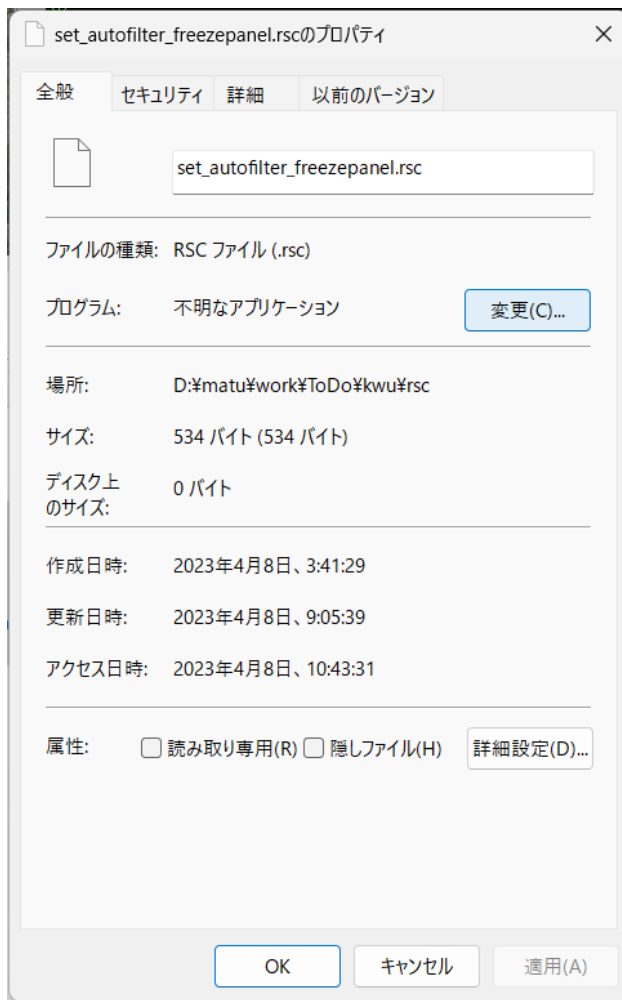 set_autofilter_freezepanel.rscのプロパティ
全般 セキュリティ 詳細 以前のバージョン
set_autofilter_freezepanel.rsc
ファイルの種類: RSC ファイル (.rsc)
プログラム: 不明なアプリケーション 変更(C)...
場所: D:¥matu¥work¥ToDo¥kwu¥rsc
サイズ: 534 バイト (534 バイト)
ディスク上
のサイズ: 0 バイト
作成日時: 2023年4月8日、3:41:29
更新日時: 2023年4月8日、9:05:39
アクセス日時: 2023年4月8日、10:43:31
属性: 読み取り専用(R) 隠しファイル(H) 詳細設定(D)...
OK キャンセル 適用(A)